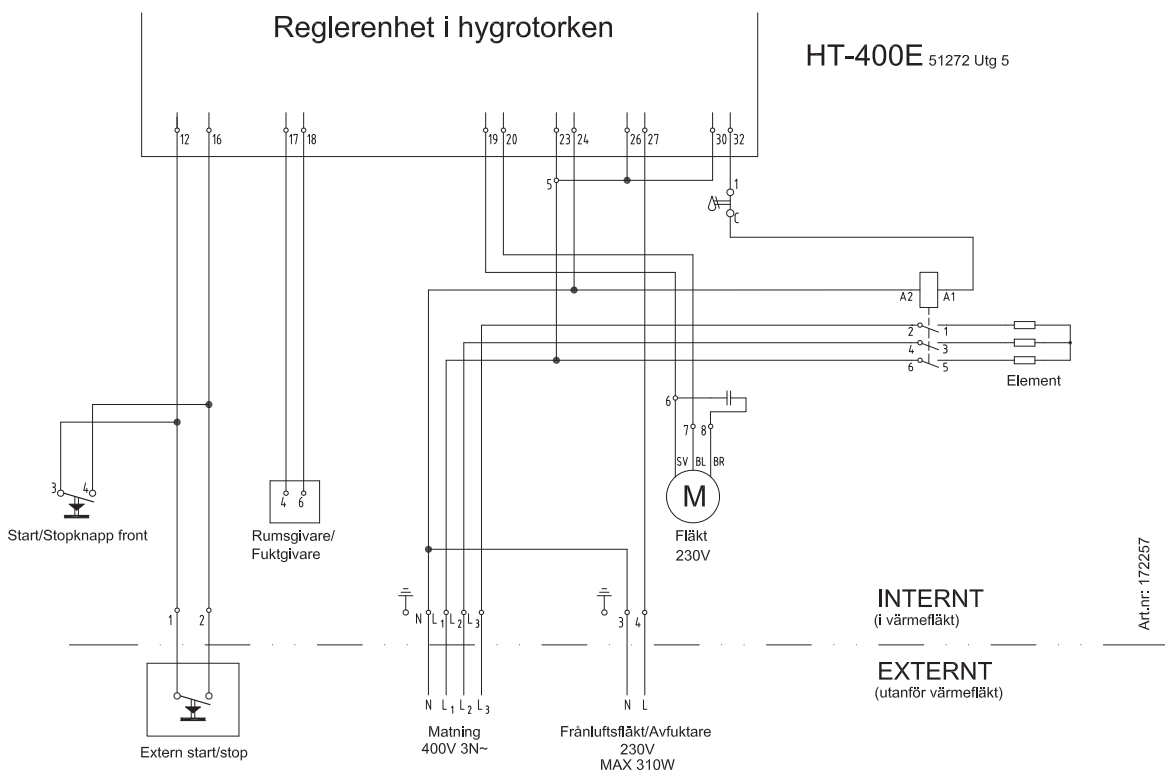 Reglerenhet i hygrotorken
HT-400E 51272 Utg 5
12 16 17 18 19 20 23 24 26 27 30 32
5
1
C
A2 A1
2 1
4 3
6 5
Element
6
7 8
SV BL BR
M
Fläkt
230V
3 4
Start/Stopknapp front
4 6
Rumsgivare/
Fuktgivare
1 2
N L1 L2 L3
3 4
INTERNT
(i värmefläkt)
Art.nr: 172257
EXTERNT
(utanför värmefläkt)
Extern start/stop
N L1 L2 L3
Matning
400V 3N~
N L
Frånluftsfläkt/Avfuktare
230V
MAX 310W